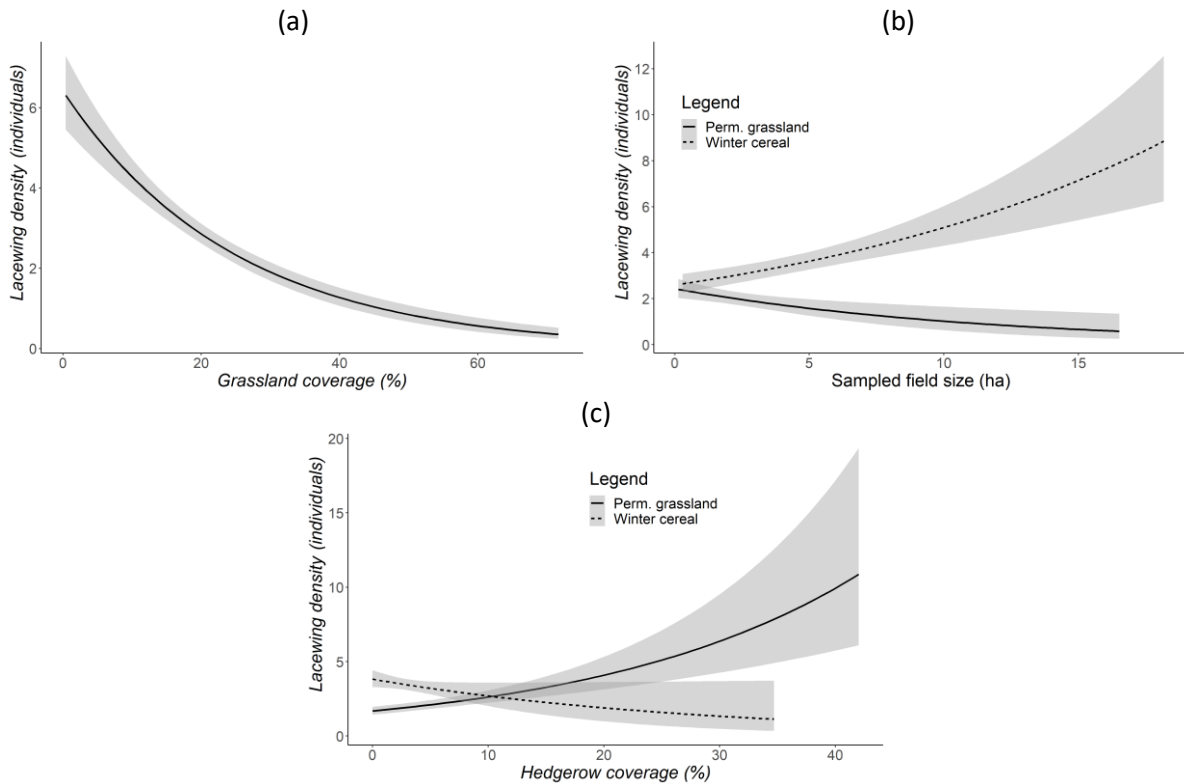 (a)
Lacewing density (individuals)
6
4
2
0
0 20 40 60
Grassland coverage (%)
(b)
Lacewing density (individuals)
12
10
8
6
4
2
0
Legend
Perm. grassland
Winter cereal
0 5 10 15
Sampled field size (ha)
(c)
Lacewing density (individuals)
20
15
10
5
0
Legend
Perm. grassland
Winter cereal
0 10 20 30 40
Hedgerow coverage (%)